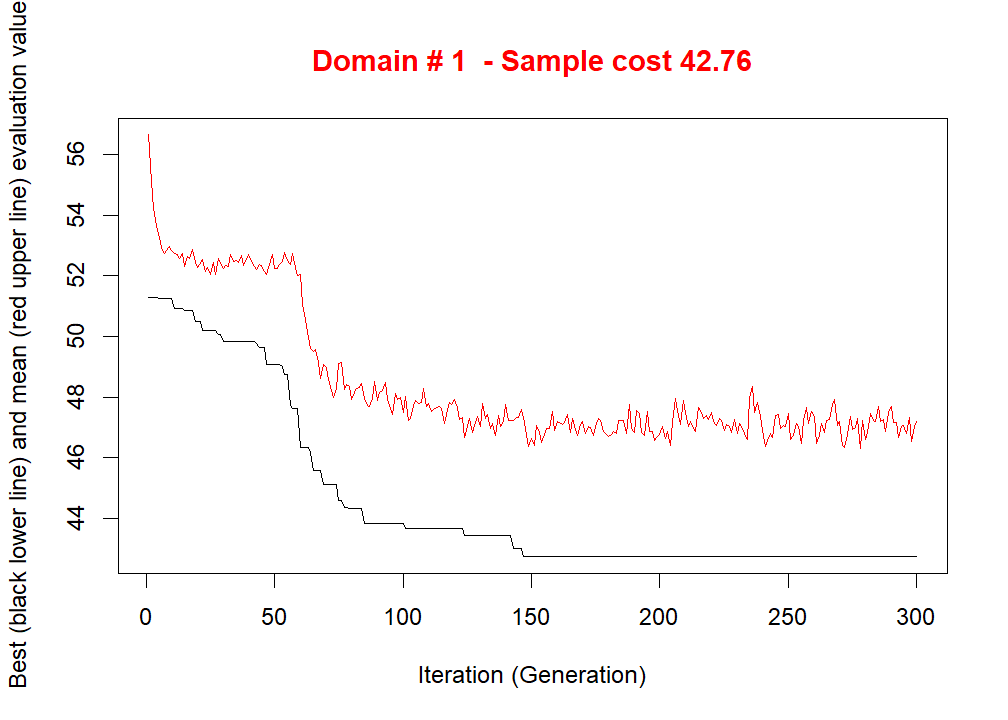 Domain # 1  - Sample cost 42.76
Best (black lower line) and mean (red upper line) evaluation value
56
54
52
50
48
46
44
0 50 100 150 200 250 300
Iteration (Generation)